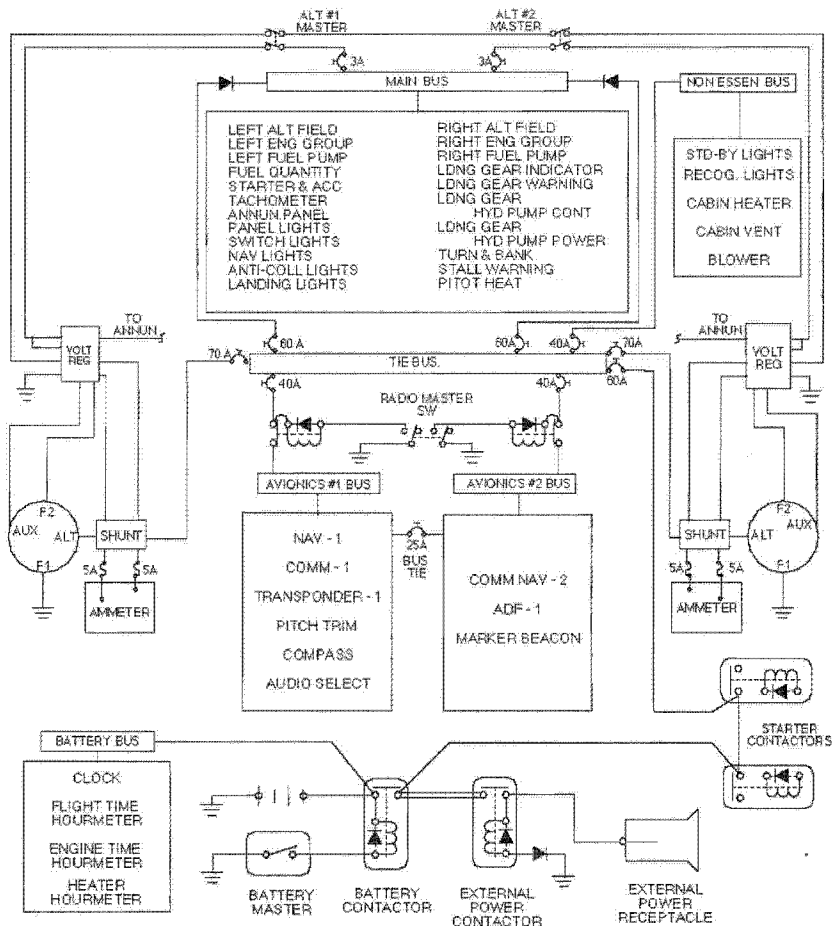 ALT #1
MASTER
ALT #2
MASTER
3A
3A
MAIN BUS
NON ESSEN BUS
LEFT ALT FIELD
LEFT ENG GROUP
LEFT FUEL PUMP
FUEL QUANTITY
STARTER & ACC
TACHOMETER
ANNUN. PANEL
PANEL LIGHTS
SWITCH LIGHTS
NAV LIGHTS
ANTI-COLL LIGHTS
LANDING LIGHTS
RIGHT ALT FIELD
RIGHT ENG GROUP
RIGHT FUEL PUMP
LDNG GEAR INDICATOR
LDNG GEAR WARNING
LDNG GEAR
HYD PUMP CONT
LDNG GEAR
HYD PUMP POWER
TURN & BANK
STALL WARNING
PITOT HEAT
STD-BY LIGHTS
RECOG. LIGHTS
CABIN HEATER
CABIN VENT
BLOWER
TO
ANNUN
VOLT
REG
70 A
60 A
60A
40A
70A
TIE BUS
60A
TO
ANNUN
VOLT
REG
40A
40A
RADIO MASTER
SW
AVIONICS #1 BUS
AVIONICS #2 BUS
F2
AUX
ALT
F1
SHUNT
5A
5A
AMMETER
NAV - 1
COMM - 1
TRANSPONDER - 1
PITCH TRIM
COMPASS
AUDIO SELECT
25A
BUS
TIE
COMM NAV - 2
ADF - 1
MARKER BEACON
SHUNT
5A
5A
AMMETER
F2
AUX
ALT
F1
STARTER
CONTACTORS
BATTERY BUS
CLOCK
FLIGHT TIME
HOURMETER
ENGINE TIME
HOURMETER
HEATER
HOURMETER
BATTERY
MASTER
BATTERY
CONTACTOR
EXTERNAL
POWER
CONTACTOR
EXTERNAL
POWER
RECEPTACLE